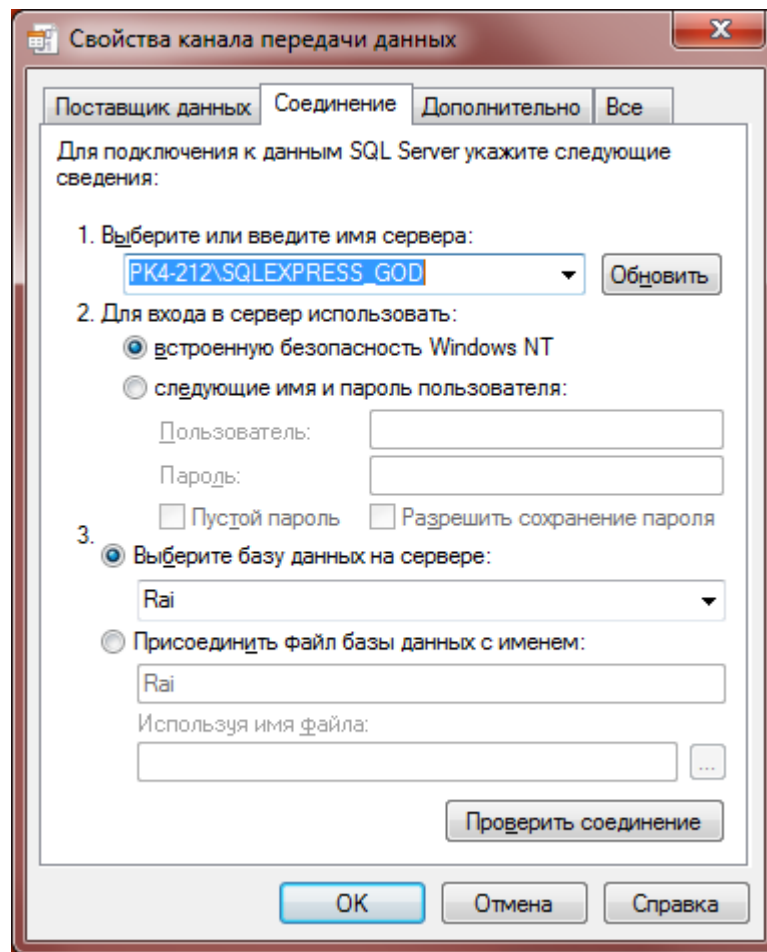 Свойства канала передачи данных
Поставщик данных Соединение Дополнительно Все
Для подключения к данным SQL Server укажите следующие
сведения:
1. Выберите или введите имя сервера:
PK4-212\SQLEXPRESS_GOD Обновить
2. Для входа в сервер использовать:
встроенную безопасность Windows NT
следующие имя и пароль пользователя:
Пользователь:
Пароль:
Пустой пароль Разрешить сохранение пароля
3.
Выберите базу данных на сервере:
Rai
Присоединить файл базы данных с именем:
Rai
Используя имя файла:
...
Проверить соединение
OK Отмена Справка